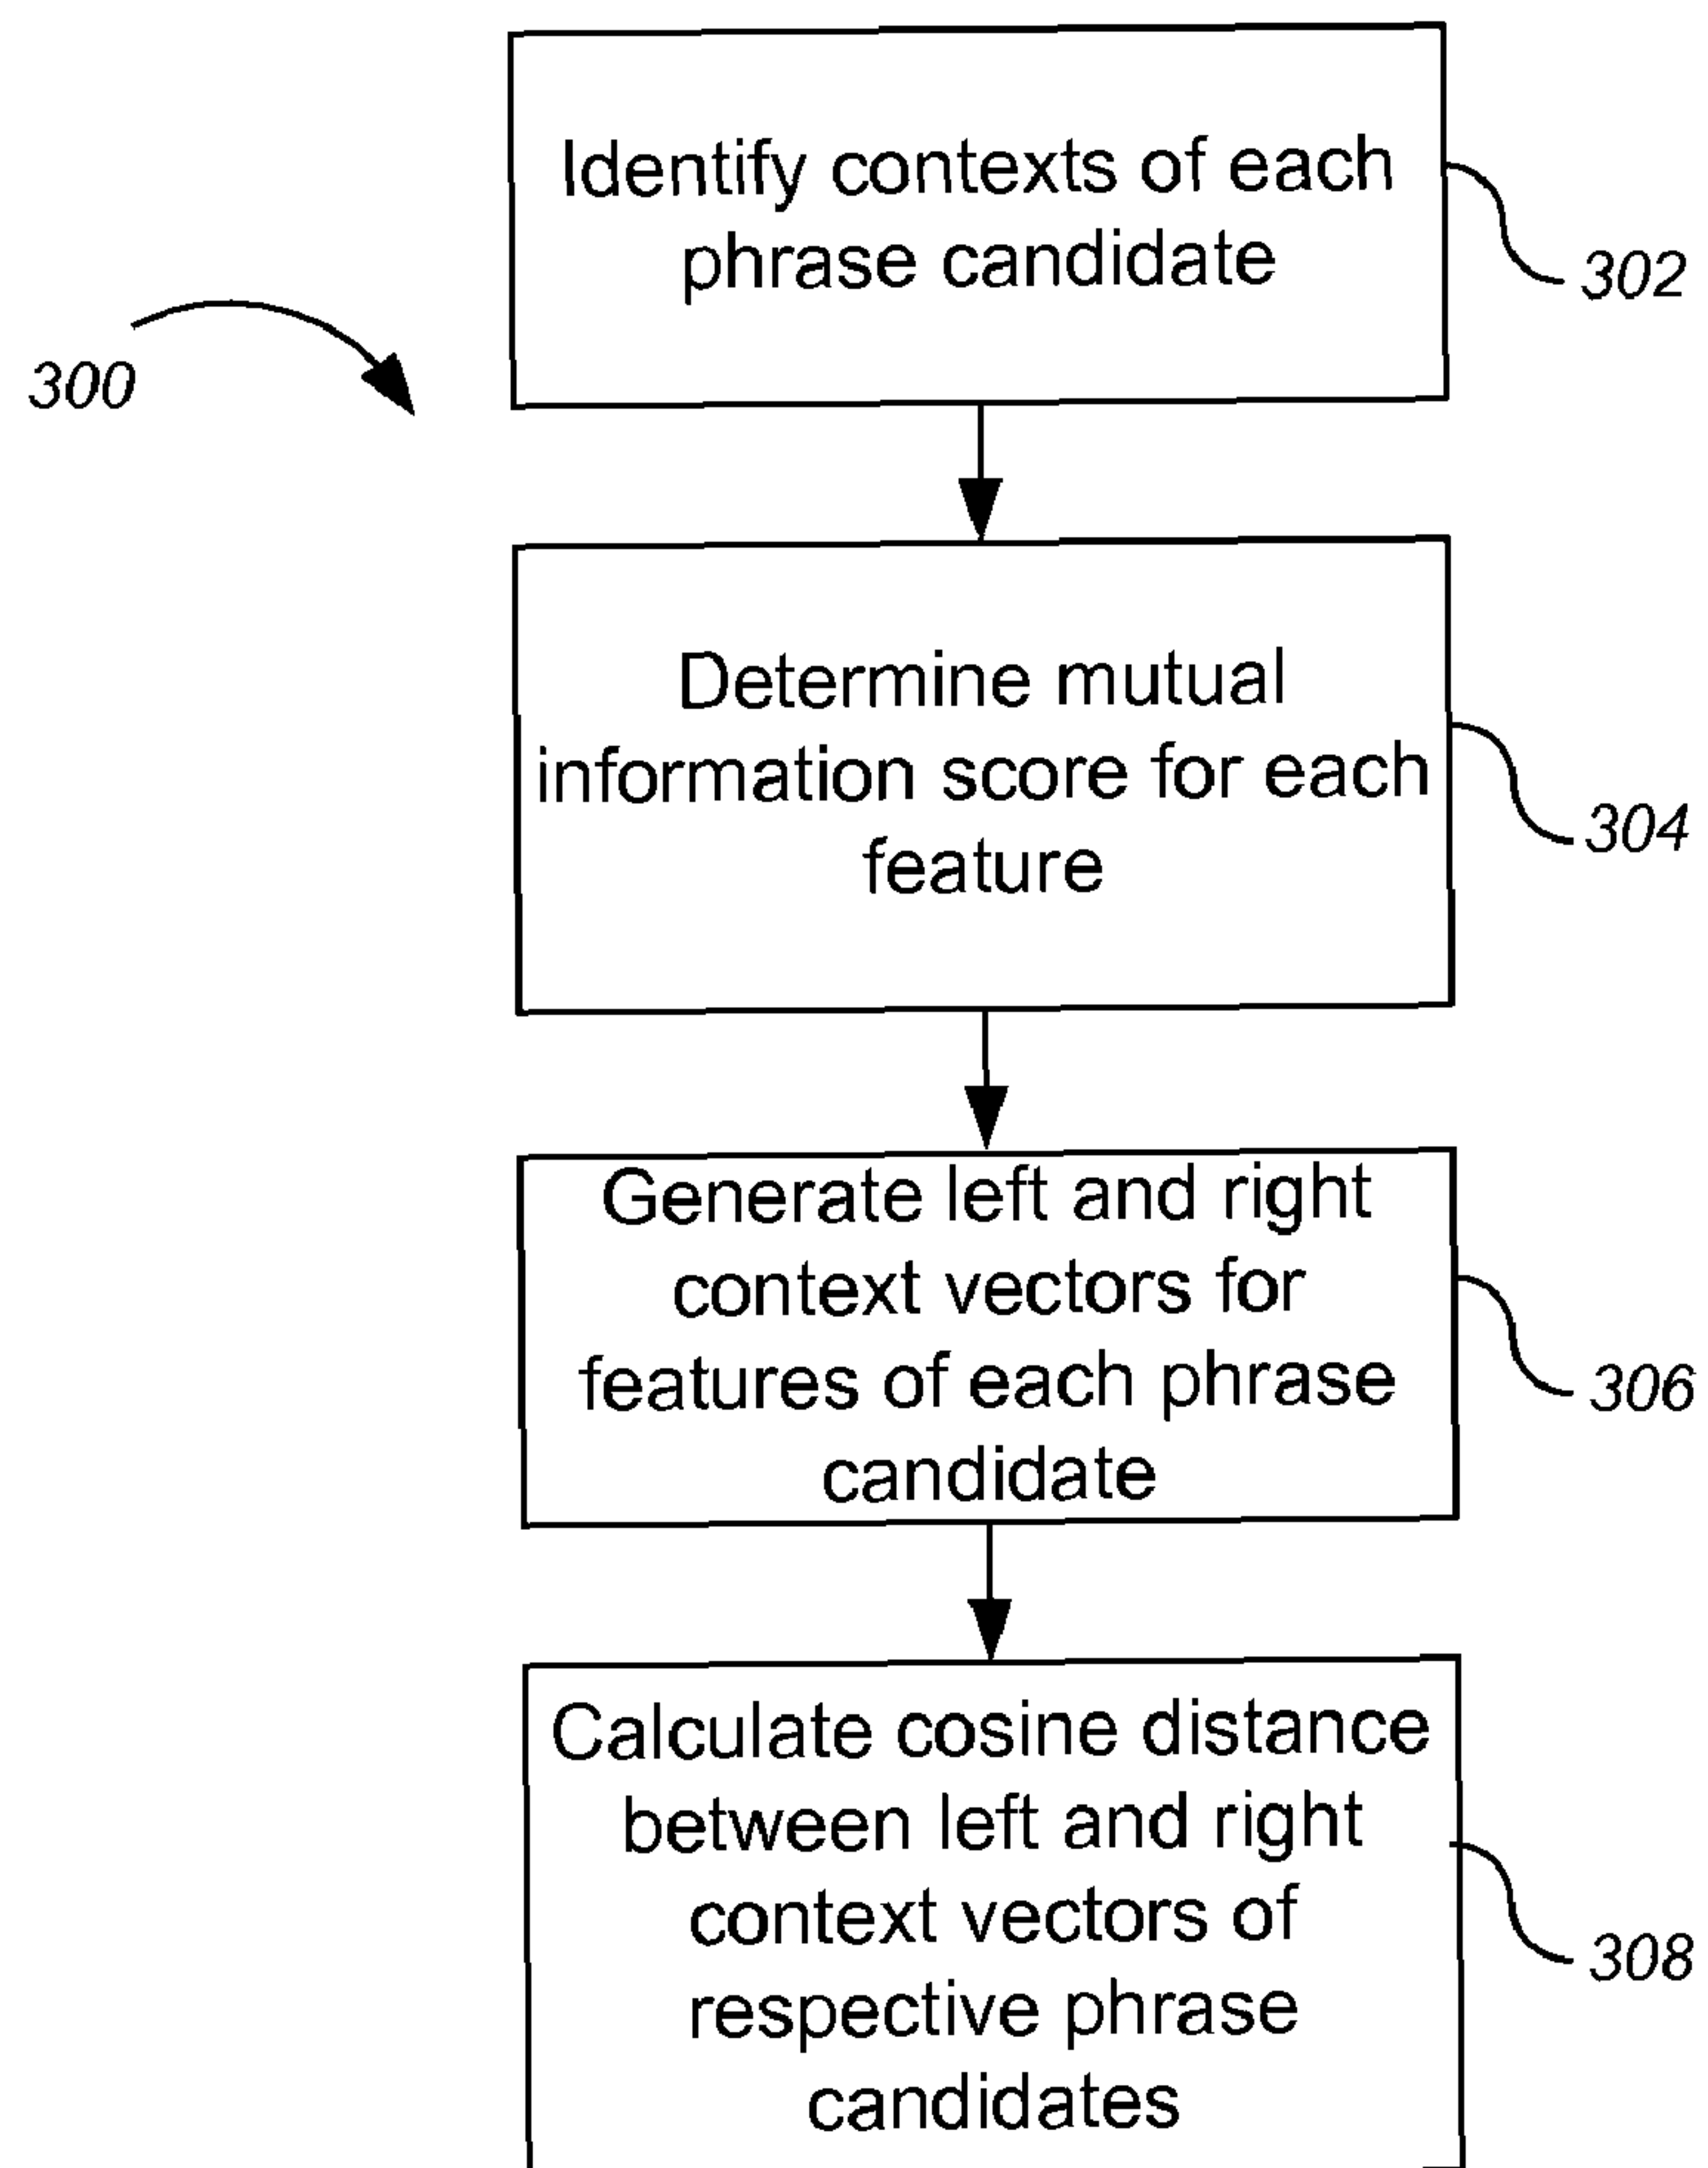 Identify contexts of each
phrase candidate
302
300
Determine mutual
information score for each
feature
304
Generate left and right
context vectors for
features of each phrase
candidate
306
Calculate cosine distance
between left and right
context vectors of
respective phrase
candidates
308